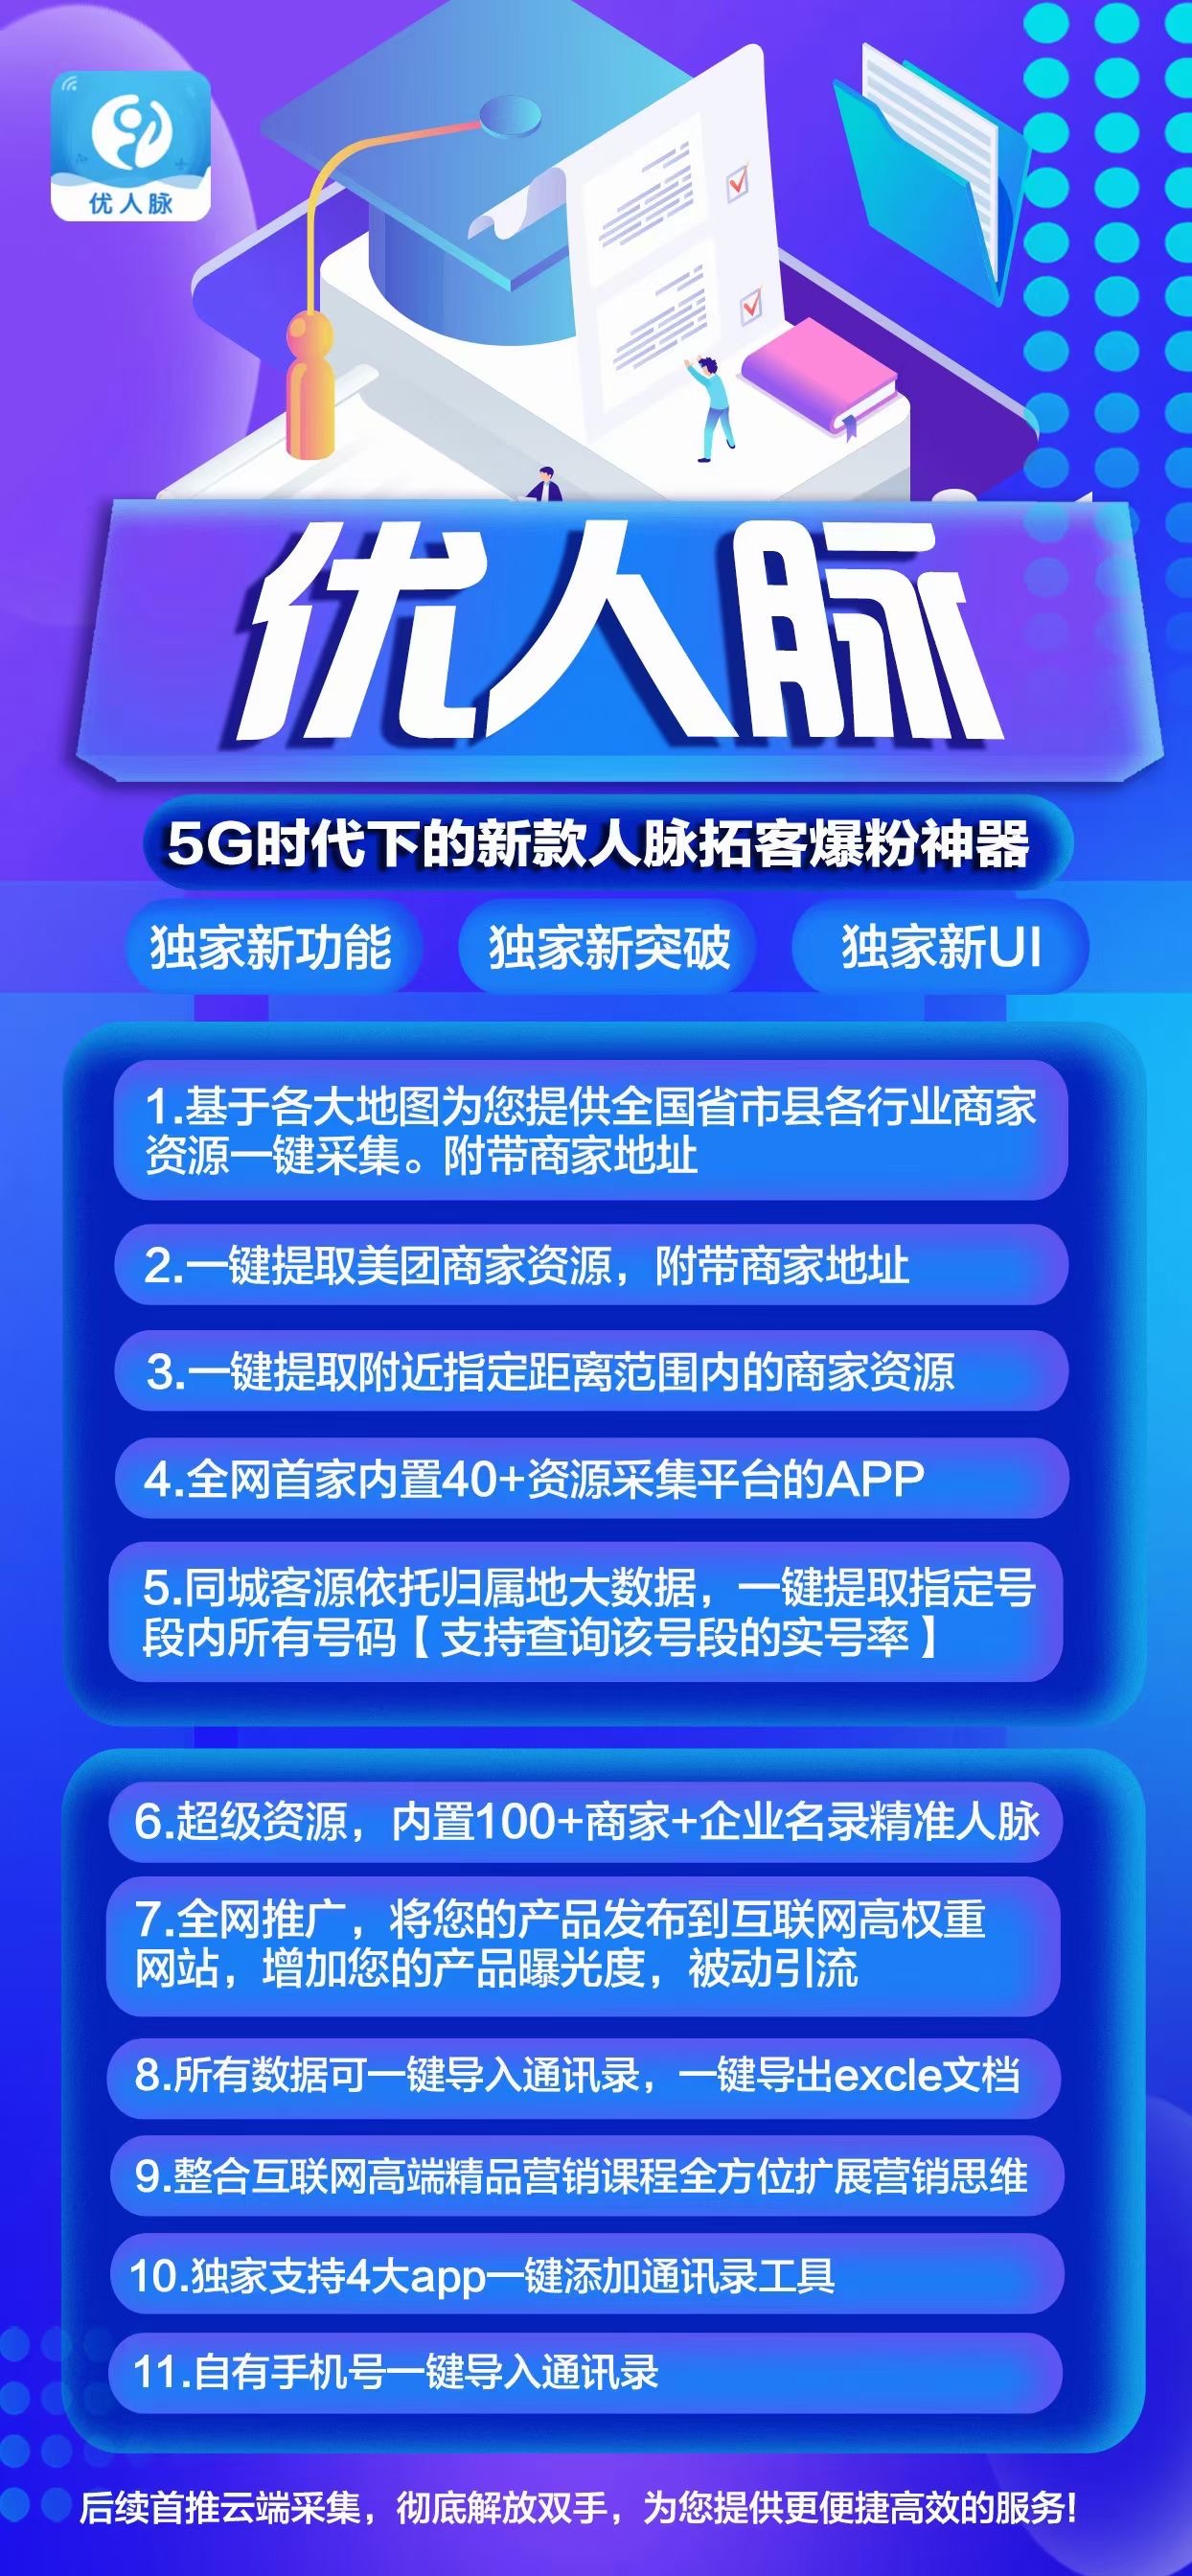 优人脉
优人脉
5G时代下的新款人脉拓客爆粉神器
独家新功能 独家新突破 独家新UI
1.基于各大地图为您提供全国省市县各行业商家
资源一键采集。附带商家地址
2.一键提取美团商家资源，附带商家地址
3.一键提取附近指定距离范围内的商家资源
4.全网首家内置40+资源采集平台的APP
5.同城客源依托归属地大数据，一键提取指定号
段内所有号码【支持查询该号段的实号率】
6.超级资源，内置100+商家+企业名录精准人脉
7.全网推广，将您的产品发布到互联网高权重
网站，增加您的产品曝光度，被动引流
8.所有数据可一键导入通讯录，一键导出excle文档
9.整合互联网高端精品营销课程全方位扩展营销思维
10.独家支持4大app一键添加通讯录工具
11.自有手机号一键导入通讯录
后续首推云端采集，彻底解放双手，为您提供更便捷高效的服务!